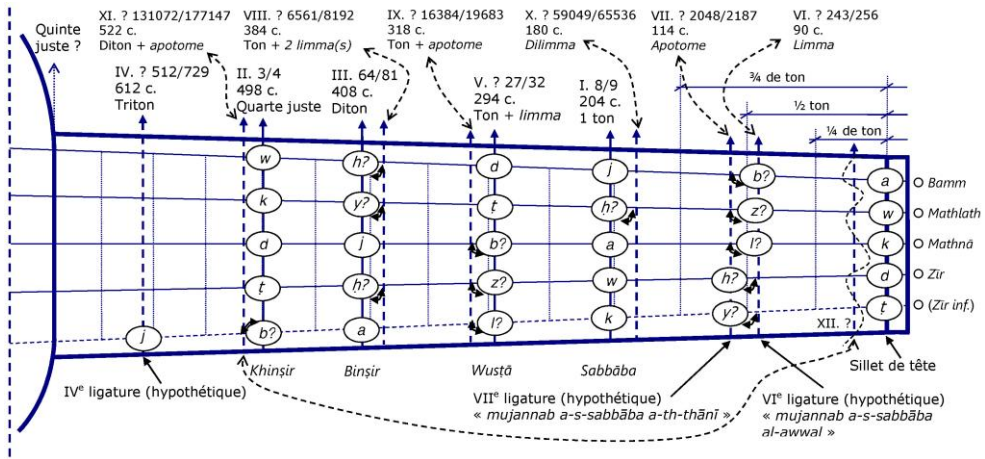 XI. ? 131072/177147
522 c.
Diton + apotome
VIII. ? 6561/8192
384 c.
Ton + 2 limma(s)
IX. ? 16384/19683
318 c.
Ton + apotome
X. ? 59049/65536
180 c.
Dilimma
VII. ? 2048/2187
114 c.
Apotome
VI. ? 243/256
90 c.
Limma
Quinte
juste ?
IV. ? 512/729
612 c.
Triton
II. 3/4
498 c.
Quarte juste
III. 64/81
408 c.
Diton
V. ? 27/32
294 c.
Ton + limma
I. 8/9
204 c.
1 ton
¾ de ton
½ ton
¼ de ton
w h? d j b? a Bamm
k y? ṭ ḥ? z? w Mathlath
d j b? a l? k Mathnā
ṭ ḥ? z? w h? d Zīr
j b? a l? k y? ṭ (Zīr inf.)
XII. ?
Khinṣir Binṣir Wusṭā Sabbāba
Sillet de tête
IVe ligature (hypothétique)
VIIe ligature (hypothétique)
« mujannab a-s-sabbāba a-th-thānī »
VIe ligature (hypothétique)
« mujannab a-s-sabbāba
al-awwal »